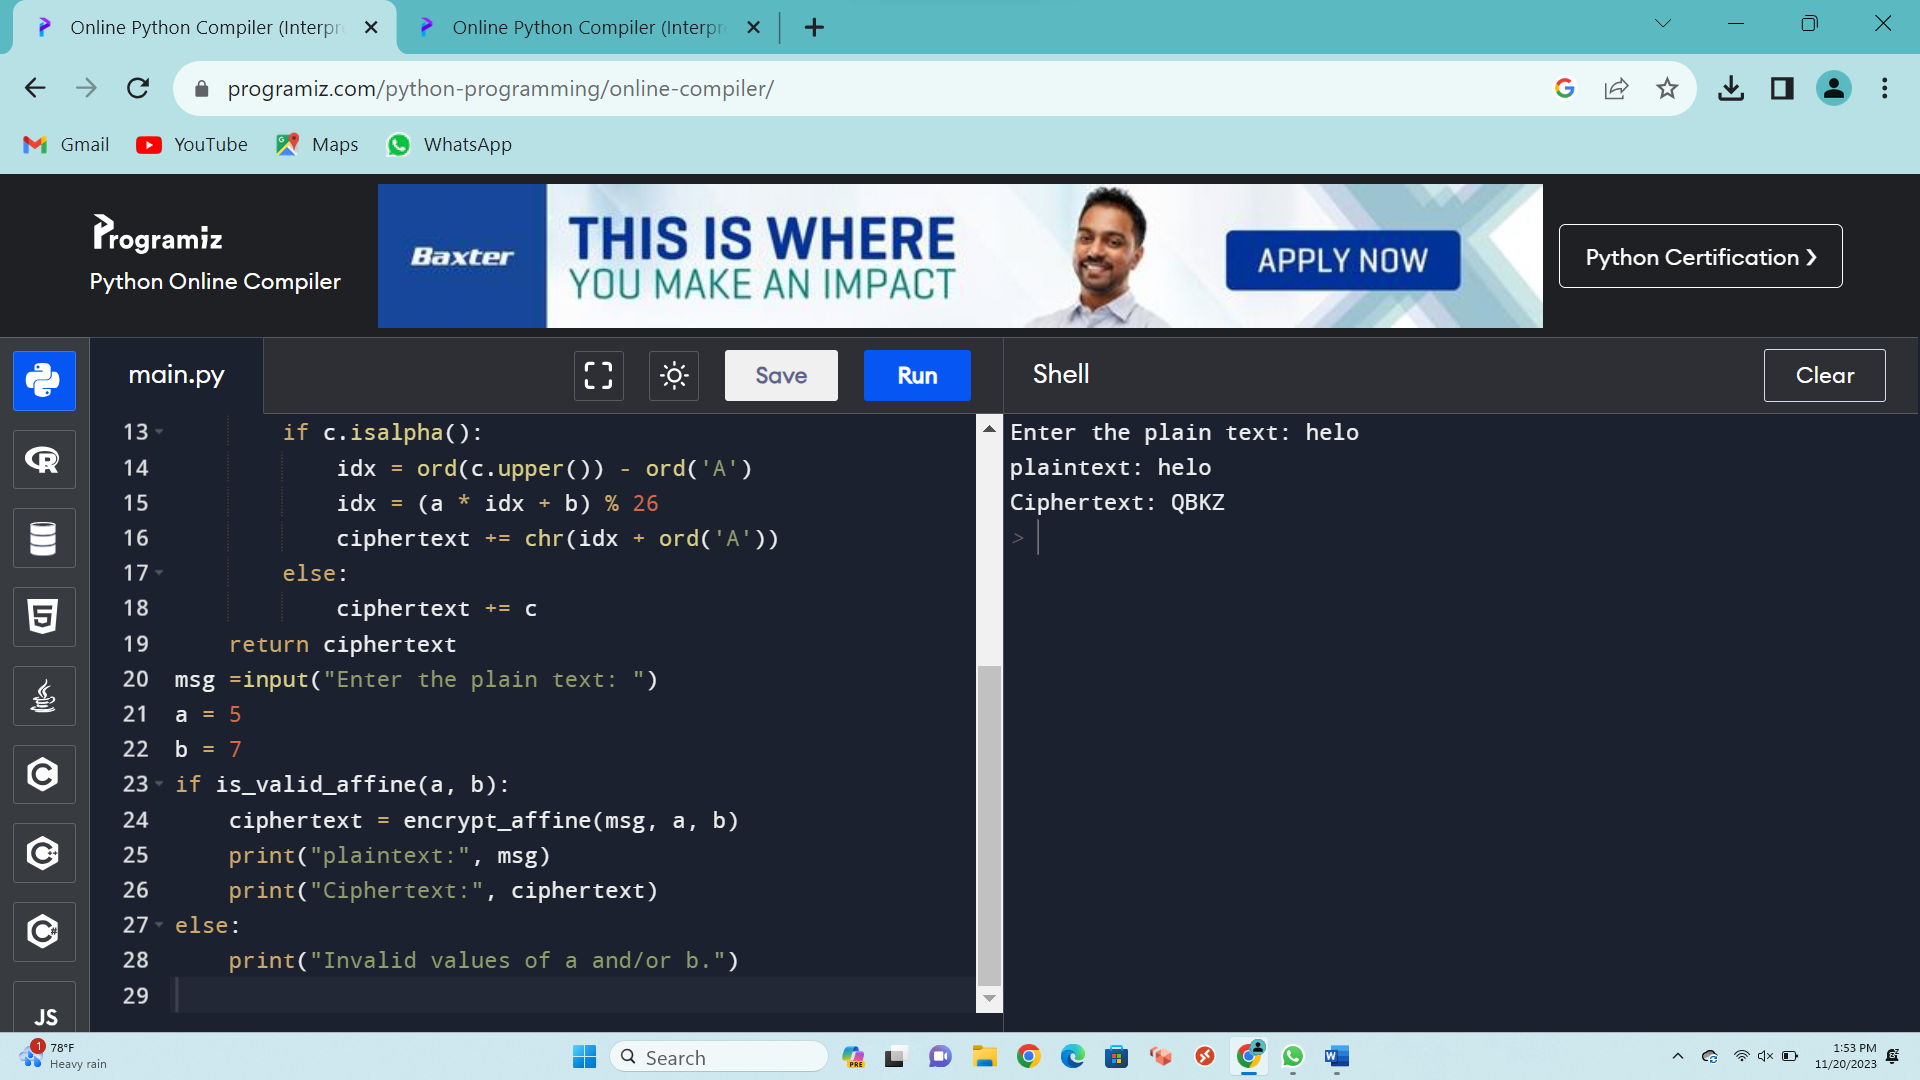 Online Python Compiler (Interpr
Online Python Compiler (Interpr
programiz.com/python-programming/online-compiler/
Gmail
YouTube
Maps
WhatsApp
Programiz
Python Online Compiler
Baxter
THIS IS WHERE
YOU MAKE AN IMPACT
APPLY NOW
Python Certification
main.py
Save
Run
Shell
Clear
13 if c.isalpha():
14 idx = ord(c.upper()) - ord('A')
15 idx = (a * idx + b) % 26
16 ciphertext += chr(idx + ord('A'))
17 else:
18 ciphertext += c
19 return ciphertext
20 msg =input("Enter the plain text: ")
21 a = 5
22 b = 7
23 if is_valid_affine(a, b):
24 ciphertext = encrypt_affine(msg, a, b)
25 print("plaintext:", msg)
26 print("Ciphertext:", ciphertext)
27 else:
28 print("Invalid values of a and/or b.")
29
Enter the plain text: helo
plaintext: helo
Ciphertext: QBKZ
>
JS
1
78°F
Heavy rain
Search
PRE
1:53 PM
11/20/2023